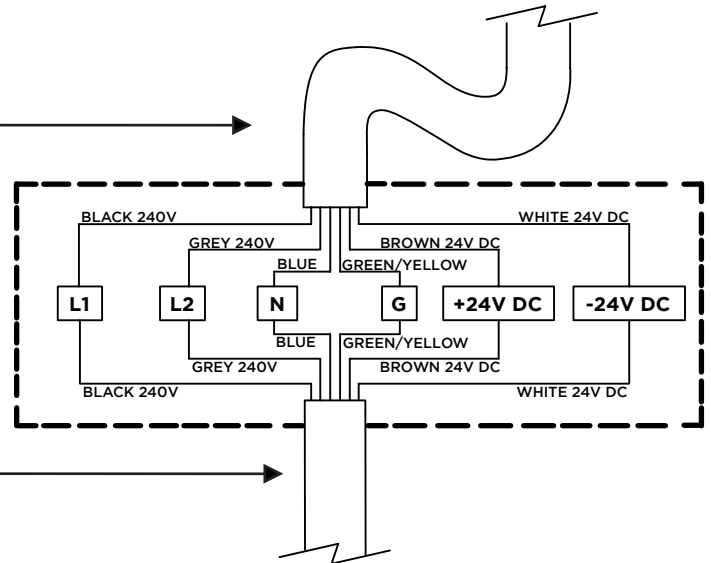 BLACK 240V WHITE 24V DC
GREY 240V BROWN 24V DC
BLUE GREEN/YELLOW
L1 L2 N G +24V DC -24V DC
BLUE GREEN/YELLOW
GREY 240V BROWN 24V DC
BLACK 240V WHITE 24V DC